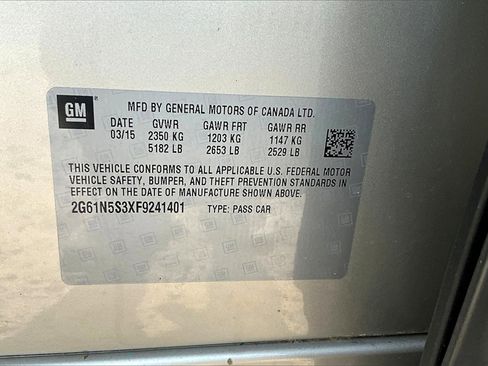 GM
MFD BY GENERAL MOTORS OF CANADA LTD.
DATE GVWR GAWR FRT GAWR RR
03/15 2350 KG 1203 KG 1147 KG
5182 LB 2653 LB 2529 LB
THIS VEHICLE CONFORMS TO ALL APPLICABLE U.S. FEDERAL MOTOR
VEHICLE SAFETY, BUMPER, AND THEFT PREVENTION STANDARDS IN
EFFECT ON THE DATE OF MANUFACTURE SHOWN ABOVE.
2G61N5S3XF9241401 TYPE: PASS CAR